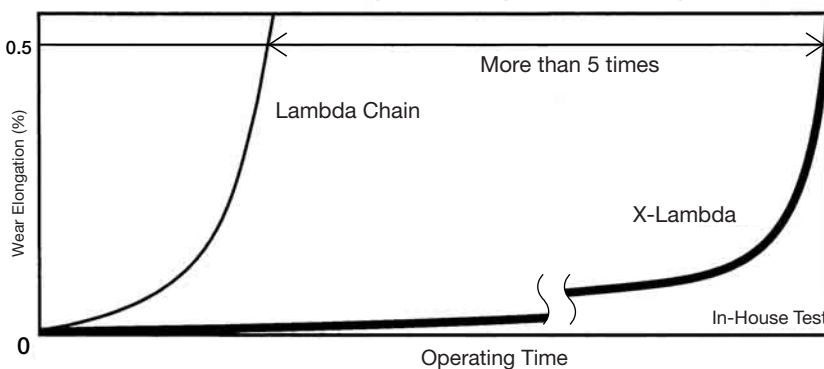 0.5
More than 5 times
Lambda Chain
Wear Elongation (%)
X-Lambda
In-House Test
0
Operating Time